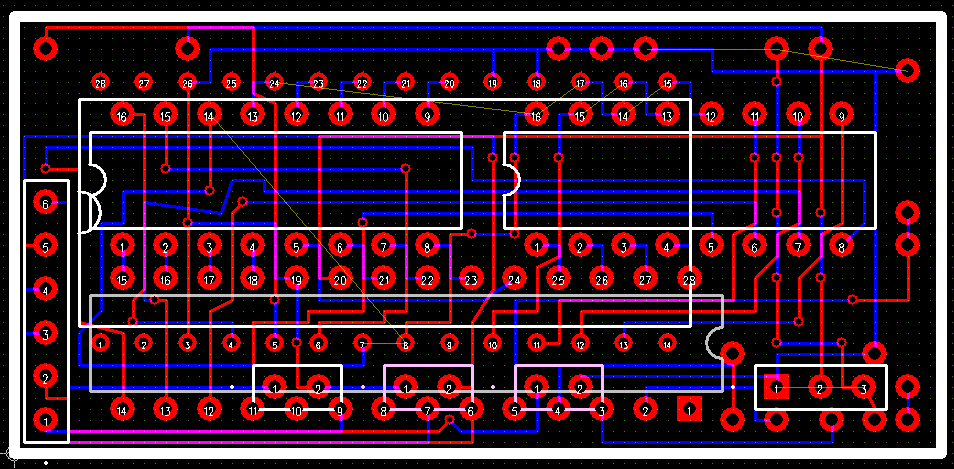 28 27 26 25 24 23 22 21 20 19 18 17 16 15
16 15 14 13 12 11 10 9 16 15 14 13 12 11 10 9
6
5 1 2 3 4 5 6 7 8 1 2 3 4 5 6 7 8
15 16 17 18 19 20 21 22 23 24 25 26 27 28
4
3
1 2 3 4 5 6 7 8 9 10 11 12 13 14
2 1 2 1 2 1 2 1 2 3
14 13 12 11 10 9 8 7 6 5 4 3 2 1
1